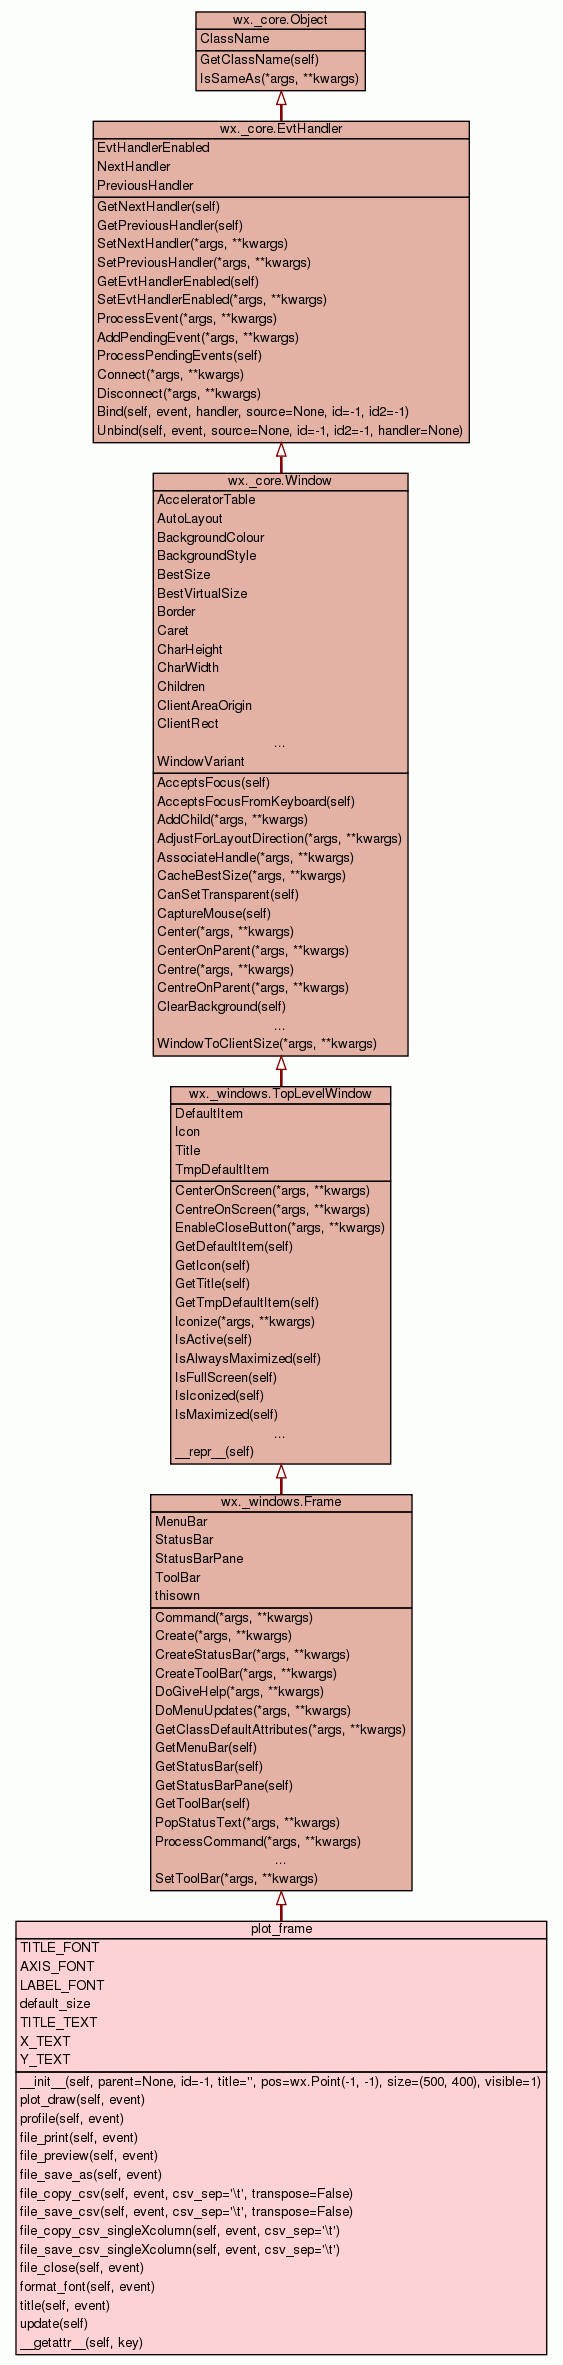 wx._core.Object
ClassName
GetClassName(self)
IsSameAs(*args, **kwargs)
wx._core.EvtHandler
EvtHandlerEnabled
NextHandler
PreviousHandler
GetNextHandler(self)
GetPreviousHandler(self)
SetNextHandler(*args, **kwargs)
SetPreviousHandler(*args, **kwargs)
GetEvtHandlerEnabled(self)
SetEvtHandlerEnabled(*args, **kwargs)
ProcessEvent(*args, **kwargs)
AddPendingEvent(*args, **kwargs)
ProcessPendingEvents(self)
Connect(*args, **kwargs)
Disconnect(*args, **kwargs)
Bind(self, event, handler, source=None, id=-1, id2=-1)
Unbind(self, event, source=None, id=-1, id2=-1, handler=None)
wx._core.Window
AcceleratorTable
AutoLayout
BackgroundColour
BackgroundStyle
BestSize
BestVirtualSize
Border
Caret
CharHeight
CharWidth
Children
ClientAreaOrigin
ClientRect
...
WindowVariant
AcceptsFocus(self)
AcceptsFocusFromKeyboard(self)
AddChild(*args, **kwargs)
AdjustForLayoutDirection(*args, **kwargs)
AssociateHandle(*args, **kwargs)
CacheBestSize(*args, **kwargs)
CanSetTransparent(self)
CaptureMouse(self)
Center(*args, **kwargs)
CenterOnParent(*args, **kwargs)
Centre(*args, **kwargs)
CentreOnParent(*args, **kwargs)
ClearBackground(self)
...
WindowToClientSize(*args, **kwargs)
wx._windows.TopLevelWindow
DefaultItem
Icon
Title
TmpDefaultItem
CenterOnScreen(*args, **kwargs)
CentreOnScreen(*args, **kwargs)
EnableCloseButton(*args, **kwargs)
GetDefaultItem(self)
GetIcon(self)
GetTitle(self)
GetTmpDefaultItem(self)
Iconize(*args, **kwargs)
IsActive(self)
IsAlwaysMaximized(self)
IsFullScreen(self)
IsIconized(self)
IsMaximized(self)
...
__repr__(self)
wx._windows.Frame
MenuBar
StatusBar
StatusBarPane
ToolBar
thisown
Command(*args, **kwargs)
Create(*args, **kwargs)
CreateStatusBar(*args, **kwargs)
CreateToolBar(*args, **kwargs)
DoGiveHelp(*args, **kwargs)
DoMenuUpdates(*args, **kwargs)
GetClassDefaultAttributes(*args, **kwargs)
GetMenuBar(self)
GetStatusBar(self)
GetStatusBarPane(self)
GetToolBar(self)
PopStatusText(*args, **kwargs)
ProcessCommand(*args, **kwargs)
...
SetToolBar(*args, **kwargs)
plot_frame
TITLE_FONT
AXIS_FONT
LABEL_FONT
default_size
TITLE_TEXT
X_TEXT
Y_TEXT
__init__(self, parent=None, id=-1, title='', pos=wx.Point(-1, -1), size=(500, 400), visible=1)
plot_draw(self, event)
profile(self, event)
file_print(self, event)
file_preview(self, event)
file_save_as(self, event)
file_copy_csv(self, event, csv_sep='\t', transpose=False)
file_save_csv(self, event, csv_sep='\t', transpose=False)
file_copy_csv_singleXcolumn(self, event, csv_sep='\t')
file_save_csv_singleXcolumn(self, event, csv_sep='\t')
file_close(self, event)
format_font(self, event)
title(self, event)
update(self)
__getattr__(self, key)